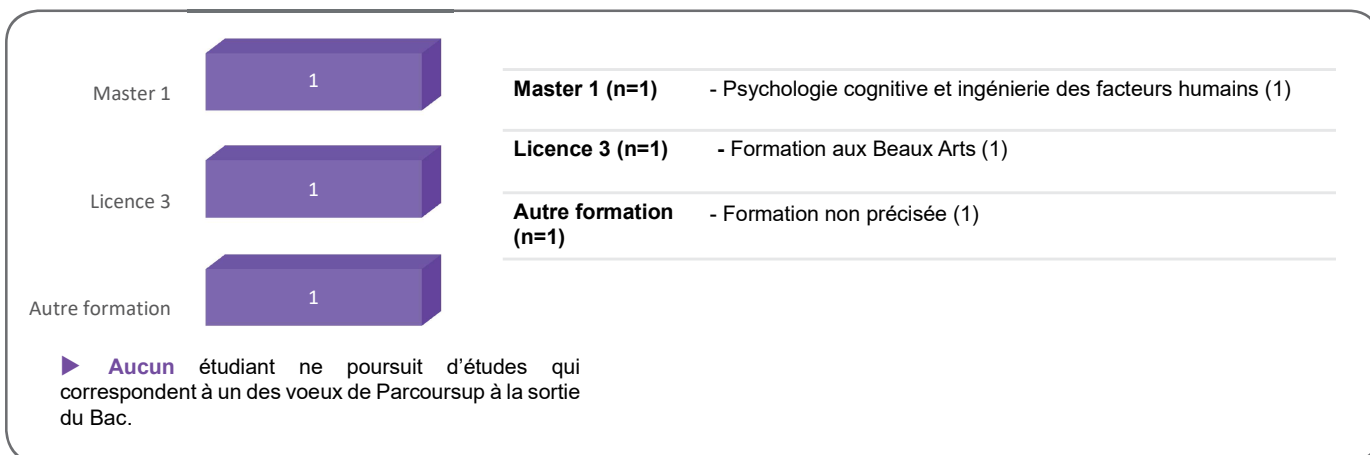 Master 1
1
Licence 3
1
Autre formation
1
Master 1 (n=1) - Psychologie cognitive et ingénierie des facteurs humains (1)
Licence 3 (n=1) - Formation aux Beaux Arts (1)
Autre formation - Formation non précisée (1)
(n=1)
▶ Aucun étudiant ne poursuit d’études qui
correspondent à un des voeux de Parcoursup à la sortie
du Bac.